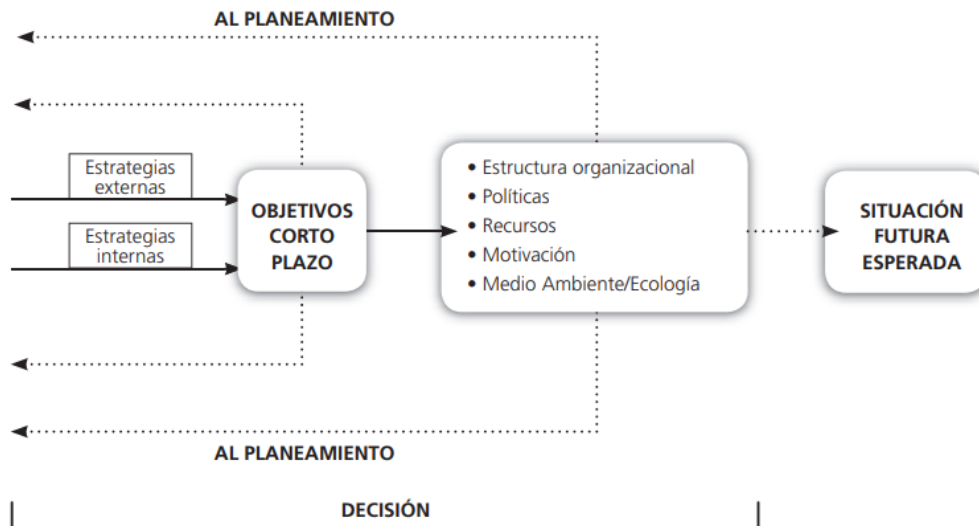 AL PLANEAMIENTO
Estrategias
externas
Estrategias
internas
OBJETIVOS
CORTO
PLAZO
• Estructura organizacional
• Políticas
• Recursos
• Motivación
• Medio Ambiente/Ecología
SITUACIÓN
FUTURA
ESPERADA
AL PLANEAMIENTO
DECISIÓN